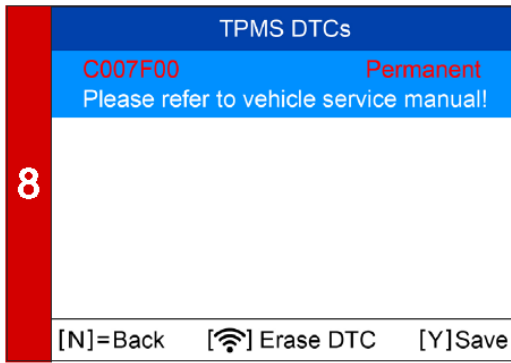 TPMS DTCs
C007F00 Permanent
Please refer to vehicle service manual!
8
[N]=Back [] Erase DTC [Y]Save